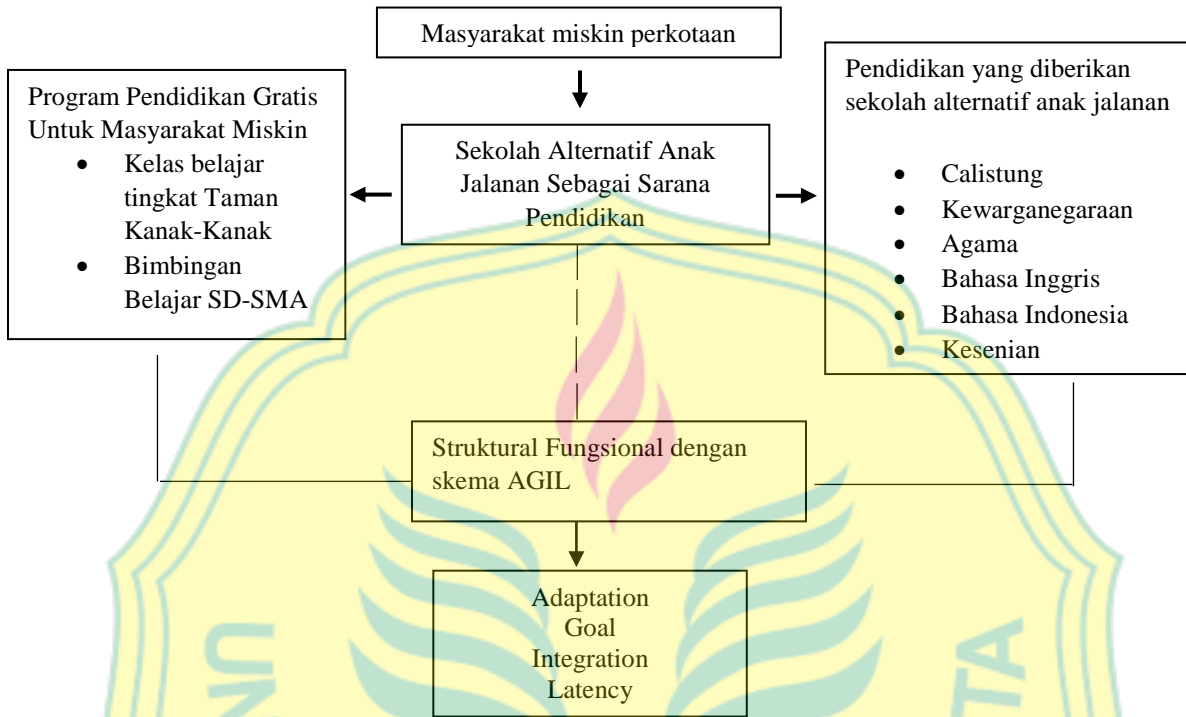 Masyarakat miskin perkotaan
Program Pendidikan Gratis
Untuk Masyarakat Miskin
• Kelas belajar
tingkat Taman
Kanak-Kanak
• Bimbingan
Belajar SD-SMA
Sekolah Alternatif Anak
Jalanan Sebagai Sarana
Pendidikan
Pendidikan yang diberikan
sekolah alternatif anak jalanan
• Calistung
• Kewarganegaraan
• Agama
• Bahasa Inggris
• Bahasa Indonesia
• Kesenian
Struktural Fungsional dengan
skema AGIL
Adaptation
Goal
Integration
Latency
UN
TA